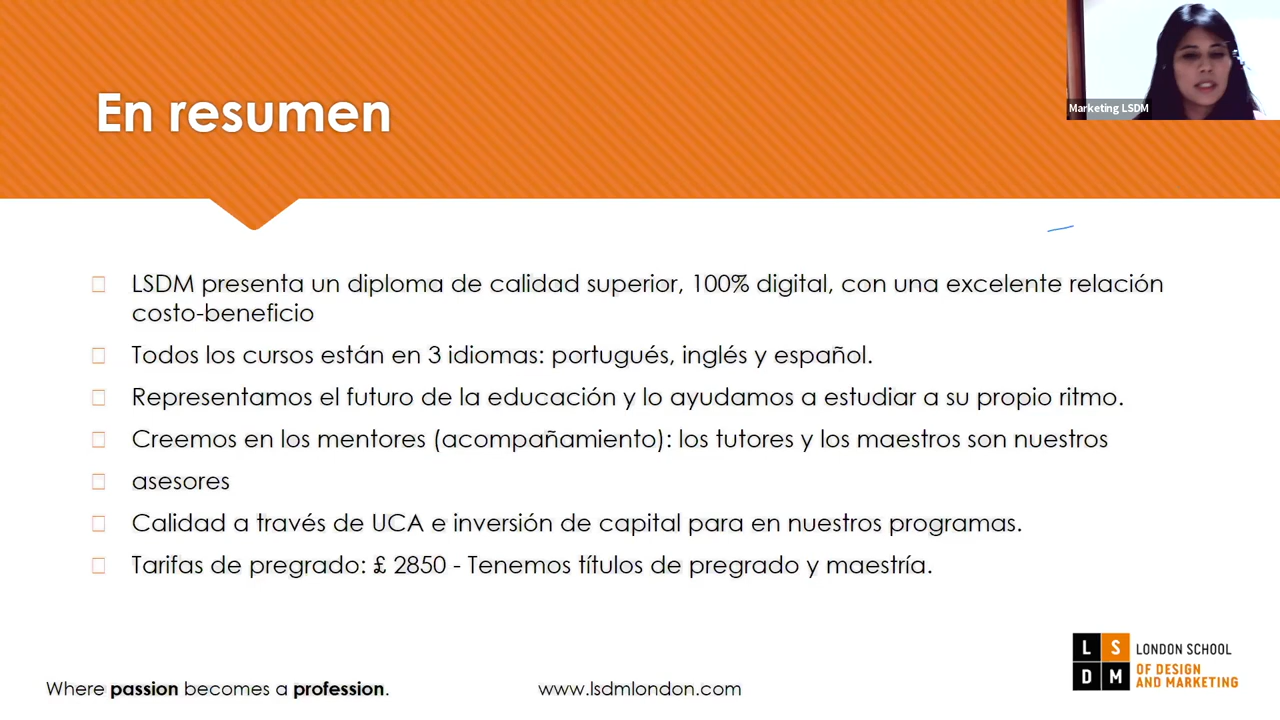 En resumen
Marketing LSDM
LSDM presenta un diploma de calidad superior, 100% digital, con una excelente relación
costo-beneficio
Todos los cursos están en 3 idiomas: portugués, inglés y español.
Representamos el futuro de la educación y lo ayudamos a estudiar a su propio ritmo.
Creemos en los mentores (acompañamiento): los tutores y los maestros son nuestros
asesores
Calidad a través de UCA e inversión de capital para en nuestros programas.
Tarifas de pregrado: £ 2850 - Tenemos títulos de pregrado y maestría.
Where passion becomes a profession.
www.lsdmlondon.com
L S
D M
LONDON SCHOOL
OF DESIGN
AND MARKETING